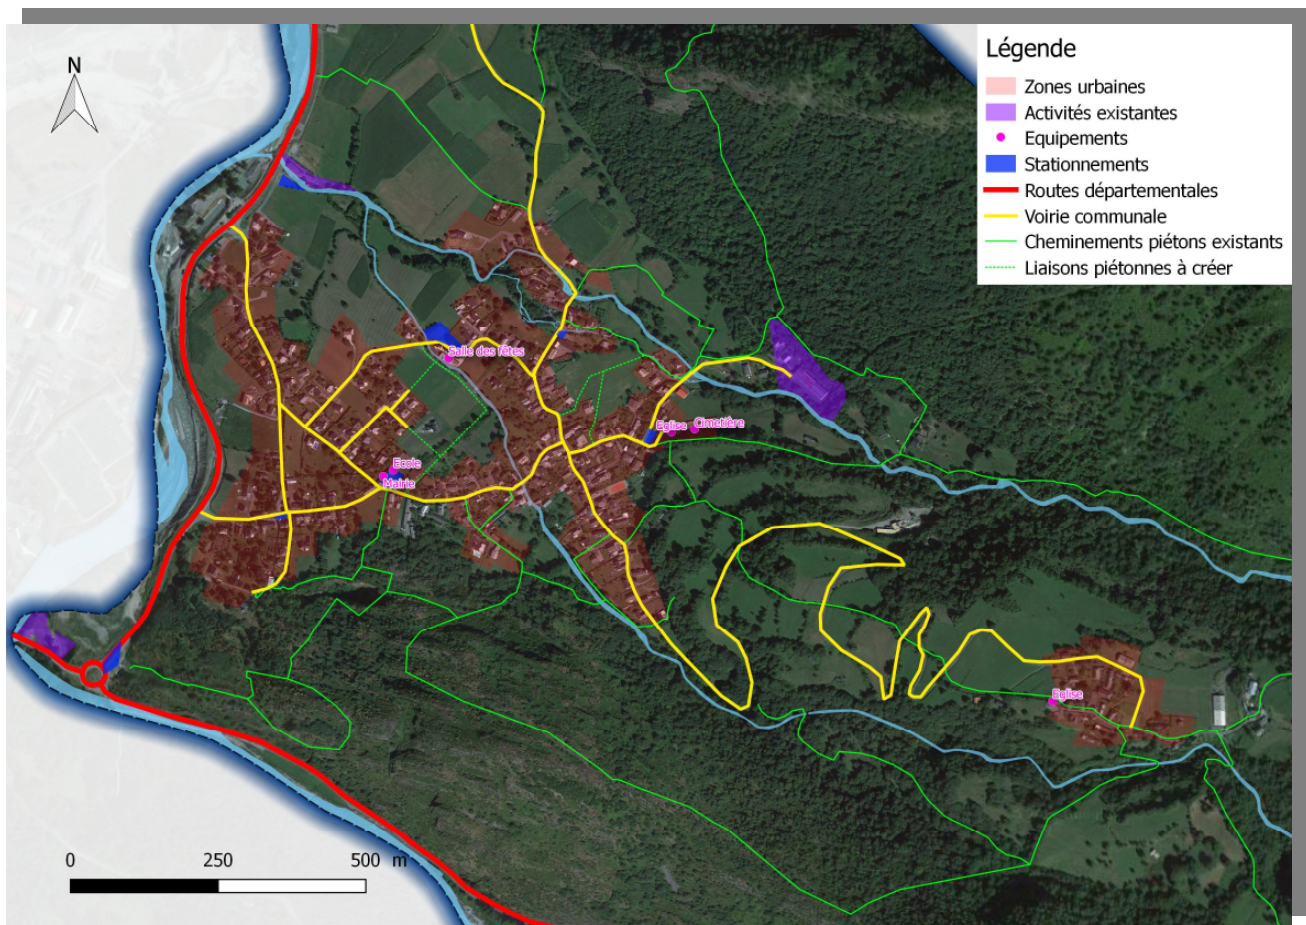 N
Légende
Zones urbaines
Activités existantes
Equipements
Stationnements
Routes départementales
Voirie communale
Cheminements piétons existants
Liaisons piétonnes à créer
Salle des fêtes
Eglise
Cimetière
Ecole
Mairie
Eglise
0 250 500 m